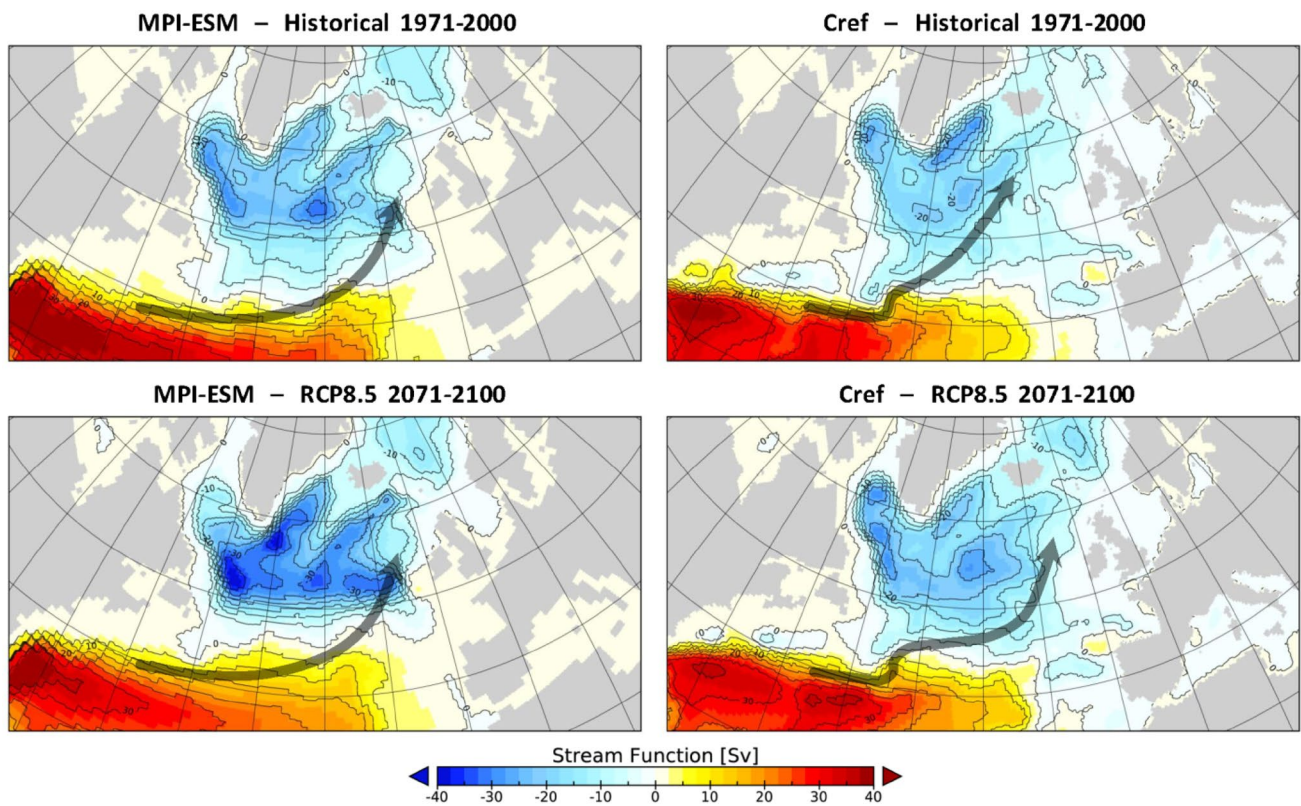 MPI-ESM – Historical 1971-2000
Cref – Historical 1971-2000
MPI-ESM – RCP8.5 2071-2100
Cref – RCP8.5 2071-2100
Stream Function [Sv]
-40 -30 -20 -10 0 10 20 30 40